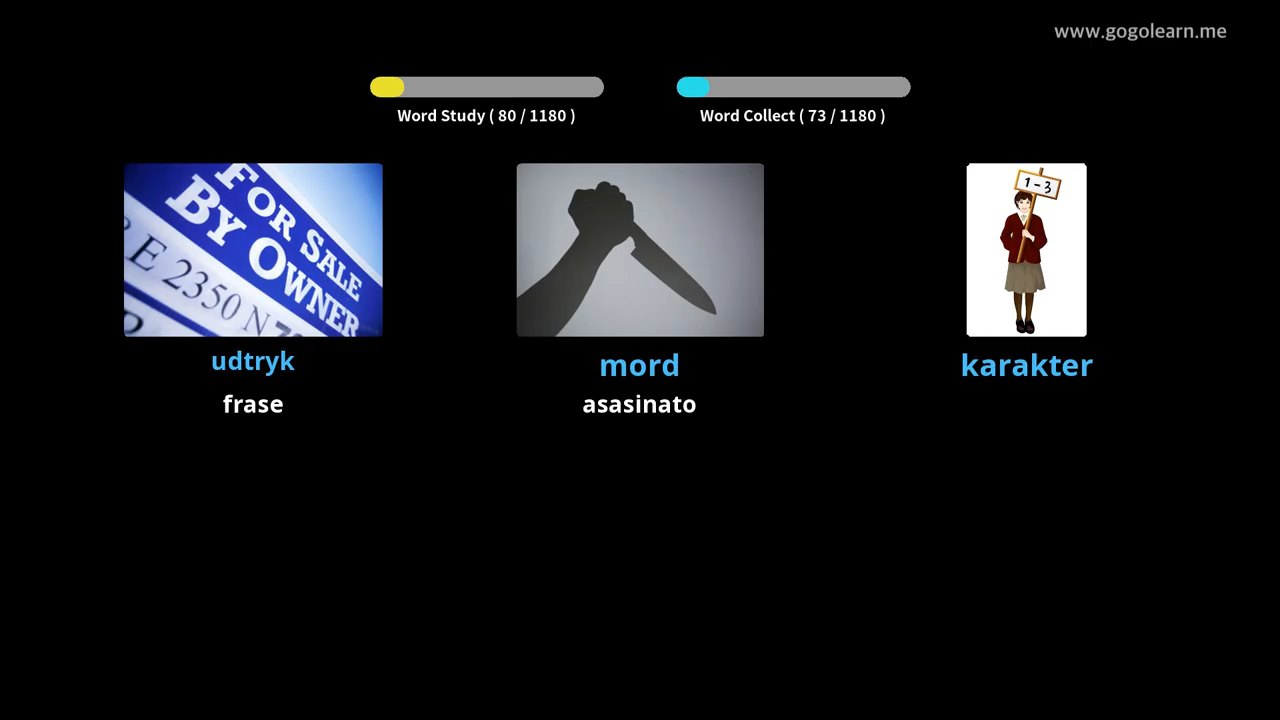 www.gogolearn.me
Word Study ( 80 / 1180 )
Word Collect ( 73 / 1180 )
FOR SALE
BY OWNER
E 2350 N
1-3
udtryk
mord
karakter
frase
asasinato